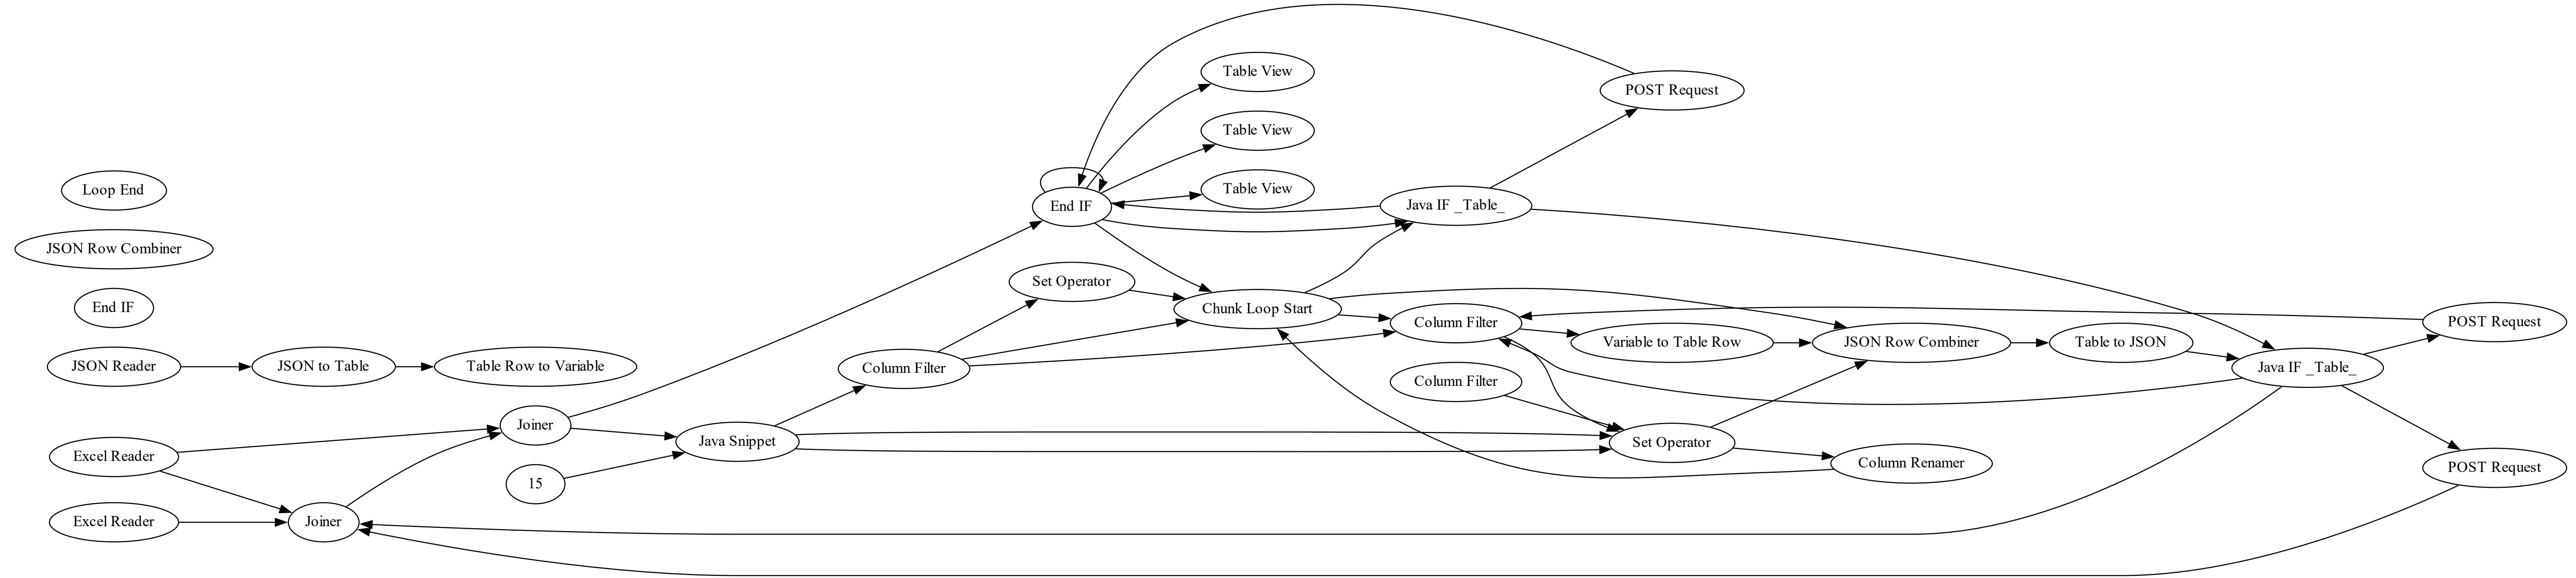 Loop End
JSON Row Combiner
End IF
JSON Reader
JSON to Table
Table Row to Variable
Excel Reader
Excel Reader
Joiner
Joiner
15
Java Snippet
Column Filter
End IF
Set Operator
Table View
Table View
Table View
Chunk Loop Start
Java IF _Table_
Column Filter
Column Filter
POST Request
Variable to Table Row
Set Operator
JSON Row Combiner
Column Renamer
Table to JSON
Java IF _Table_
POST Request
POST Request